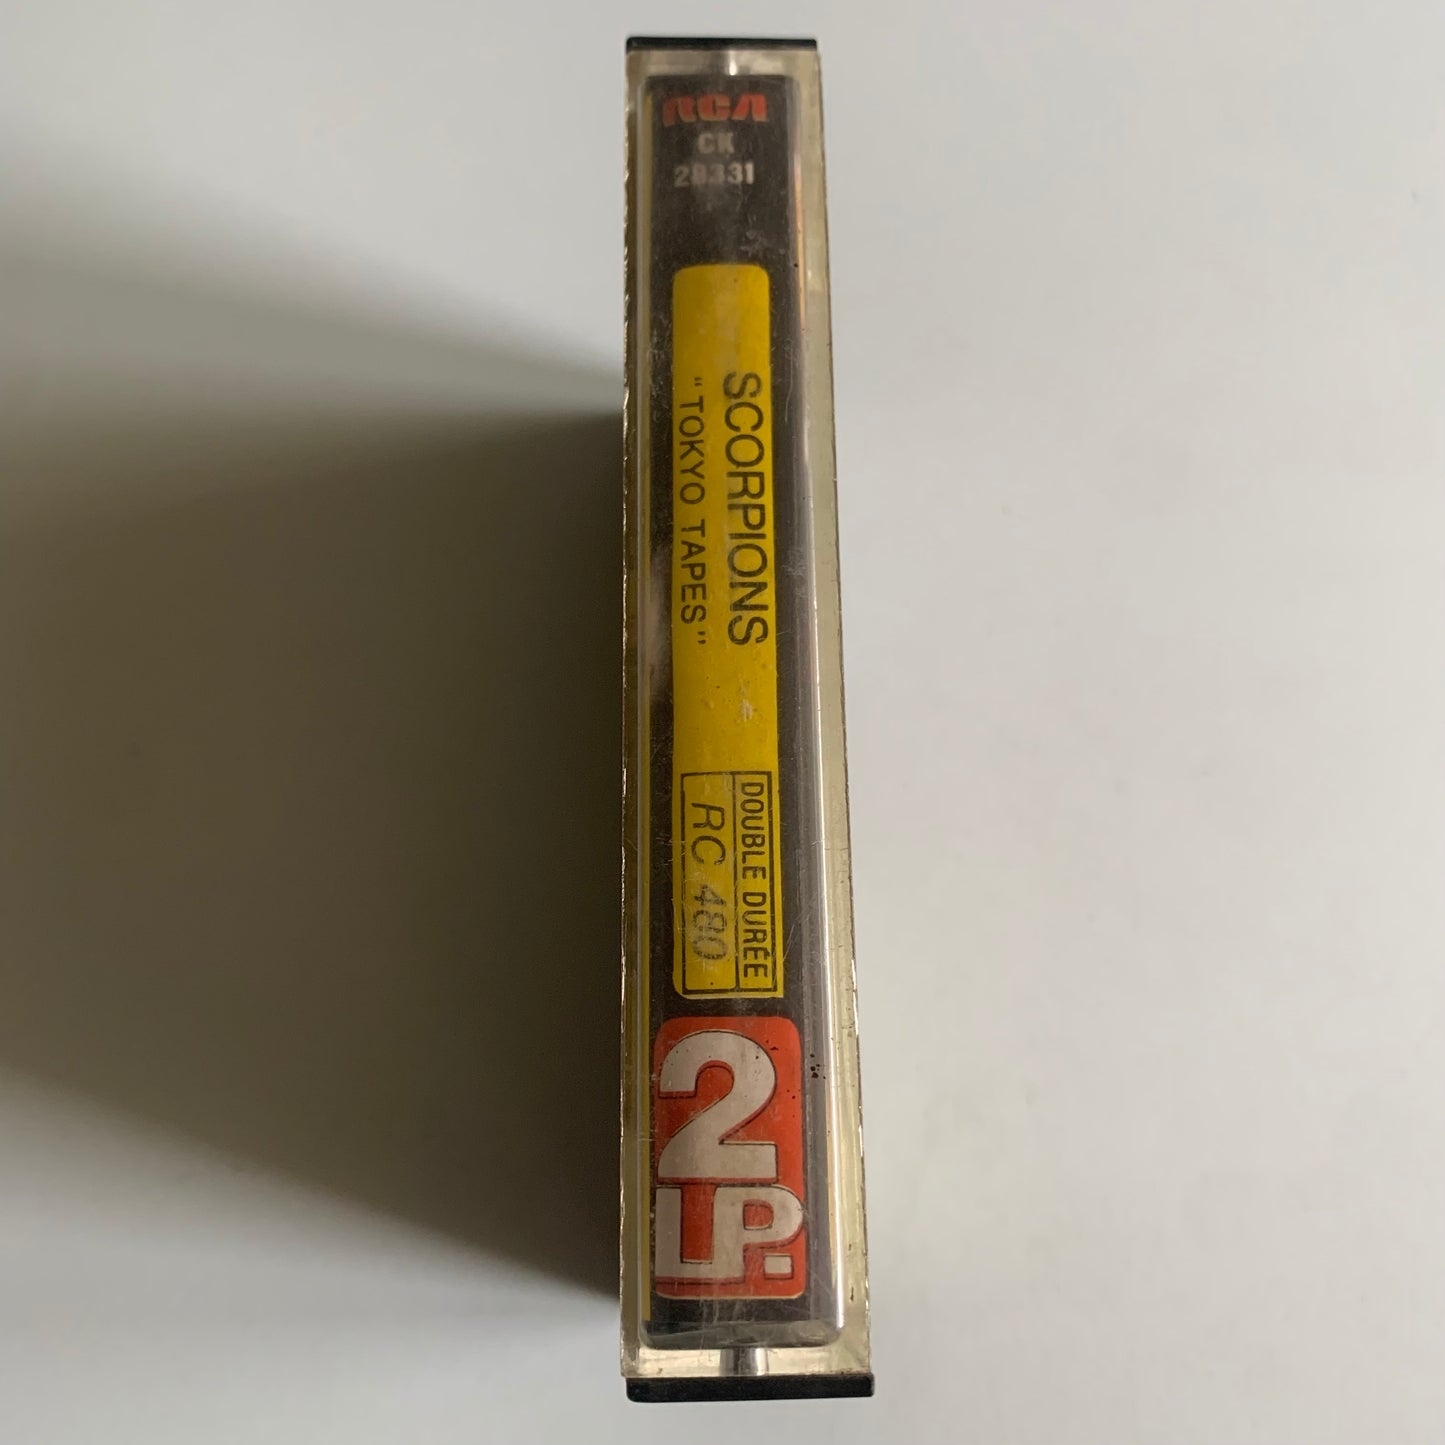 RCA
CK
28331
SCORPIONS
"TOKYO TAPES"
DOUBLE DURÉE
RC 480
2
LP.